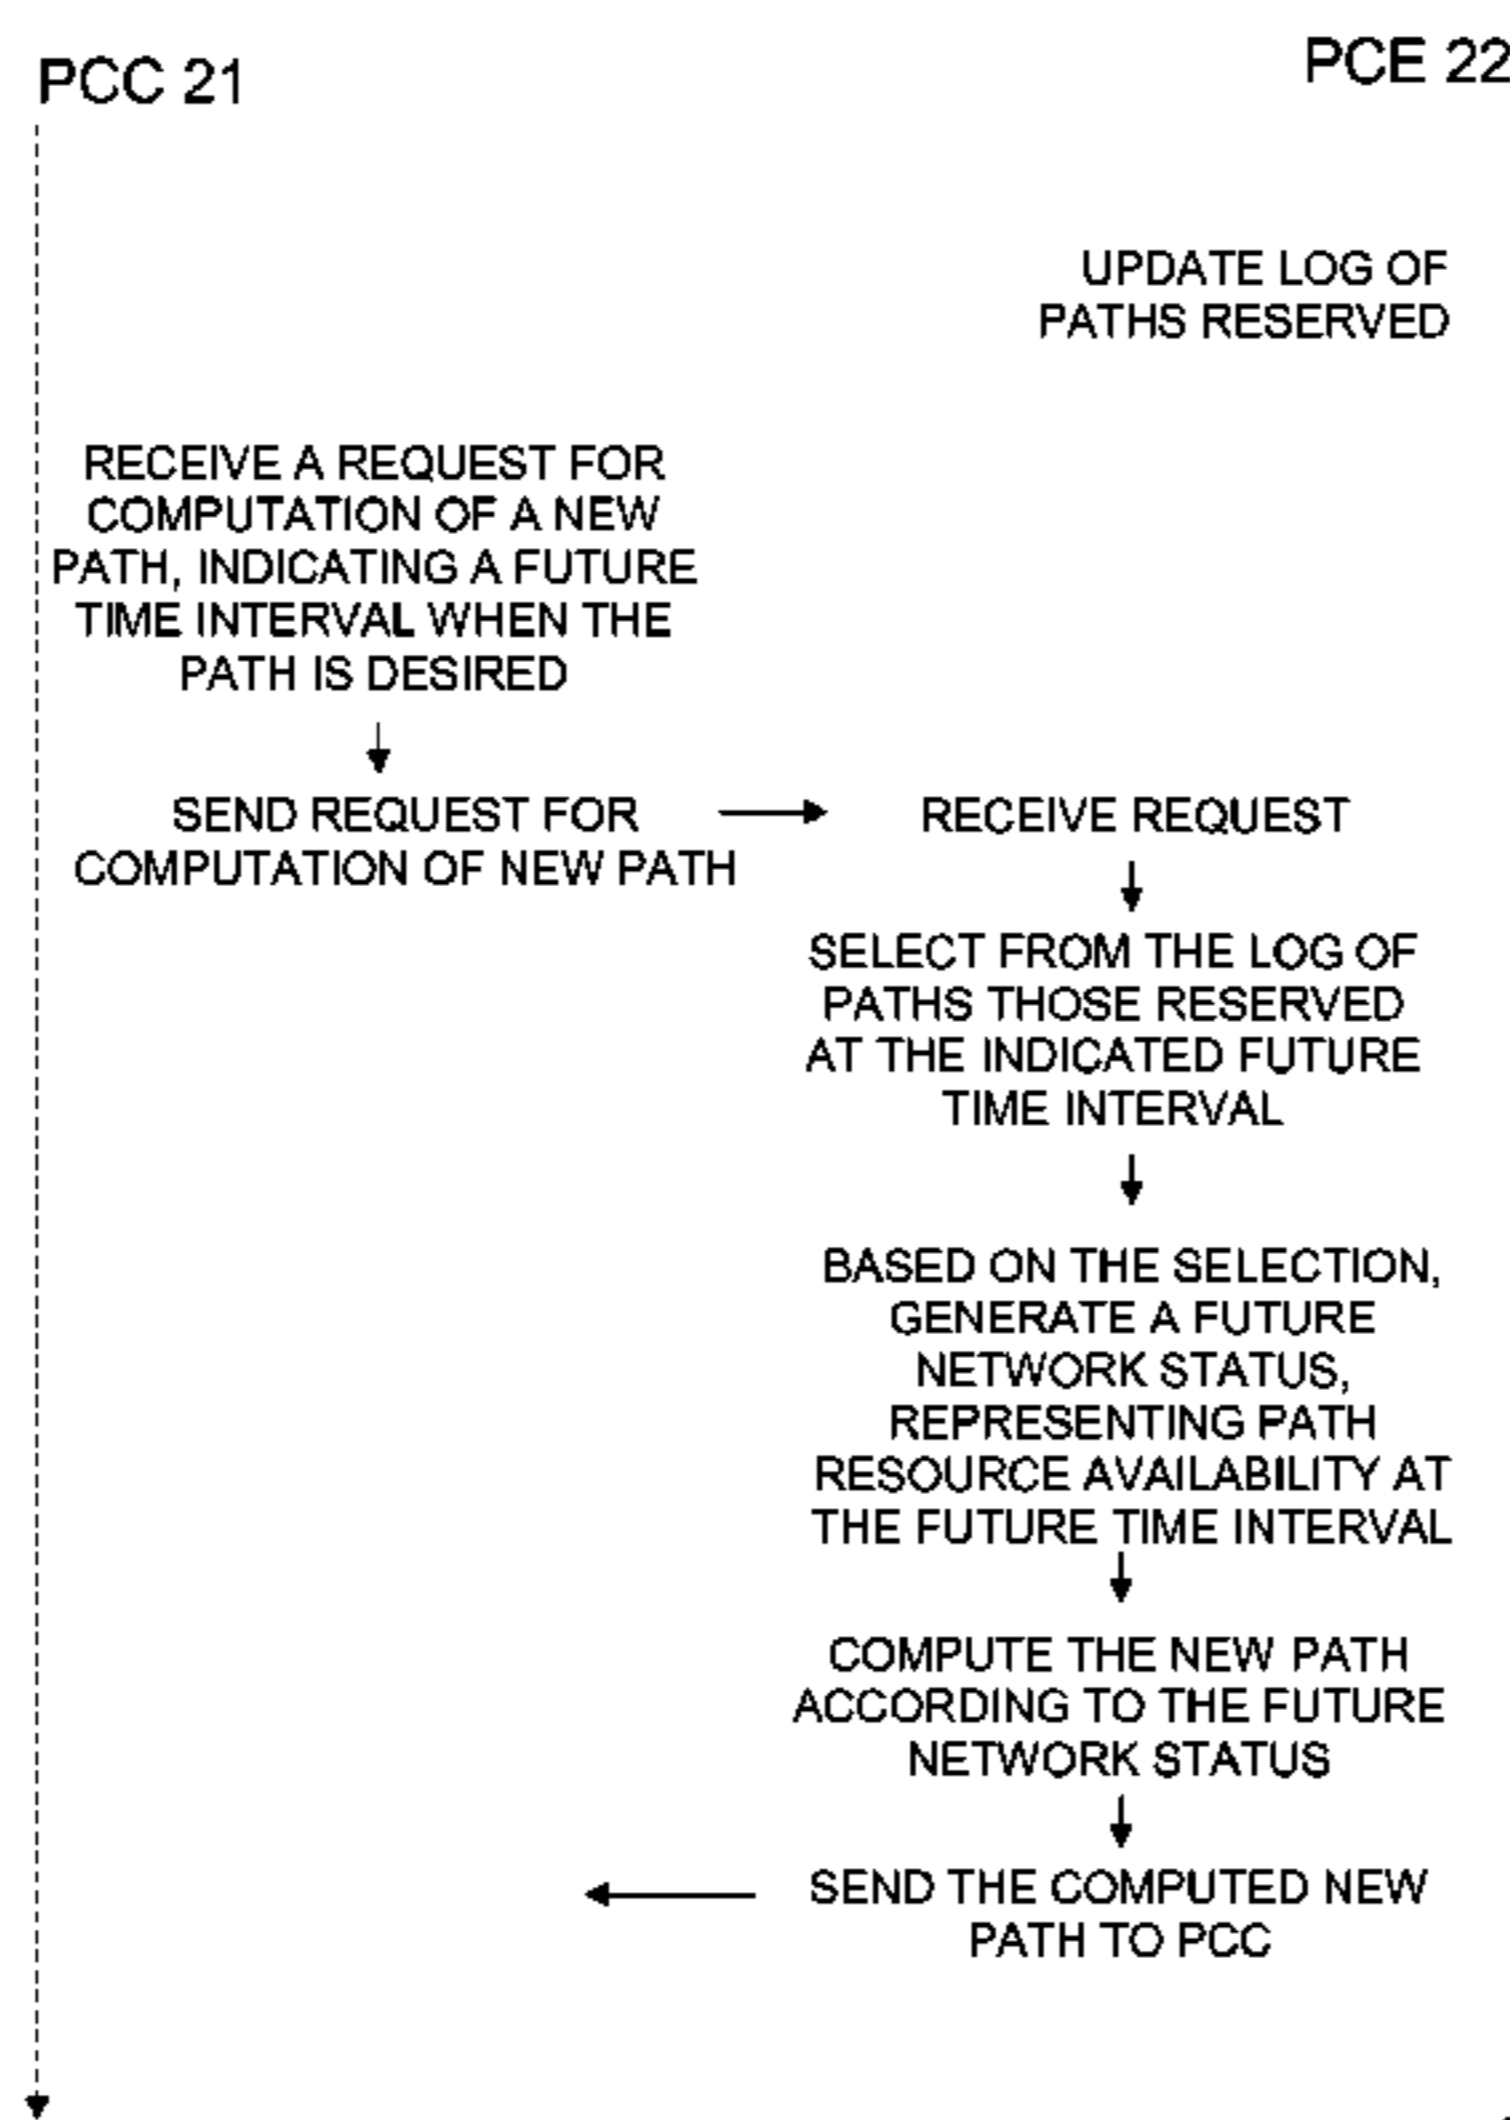 PCC 21
PCE 22
UPDATE LOG OF
PATHS RESERVED
RECEIVE A REQUEST FOR
COMPUTATION OF A NEW
PATH, INDICATING A FUTURE
TIME INTERVAL WHEN THE
PATH IS DESIRED
SEND REQUEST FOR
COMPUTATION OF NEW PATH
RECEIVE REQUEST
SELECT FROM THE LOG OF
PATHS THOSE RESERVED
AT THE INDICATED FUTURE
TIME INTERVAL
BASED ON THE SELECTION,
GENERATE A FUTURE
NETWORK STATUS,
REPRESENTING PATH
RESOURCE AVAILABILITY AT
THE FUTURE TIME INTERVAL
COMPUTE THE NEW PATH
ACCORDING TO THE FUTURE
NETWORK STATUS
SEND THE COMPUTED NEW
PATH TO PCC